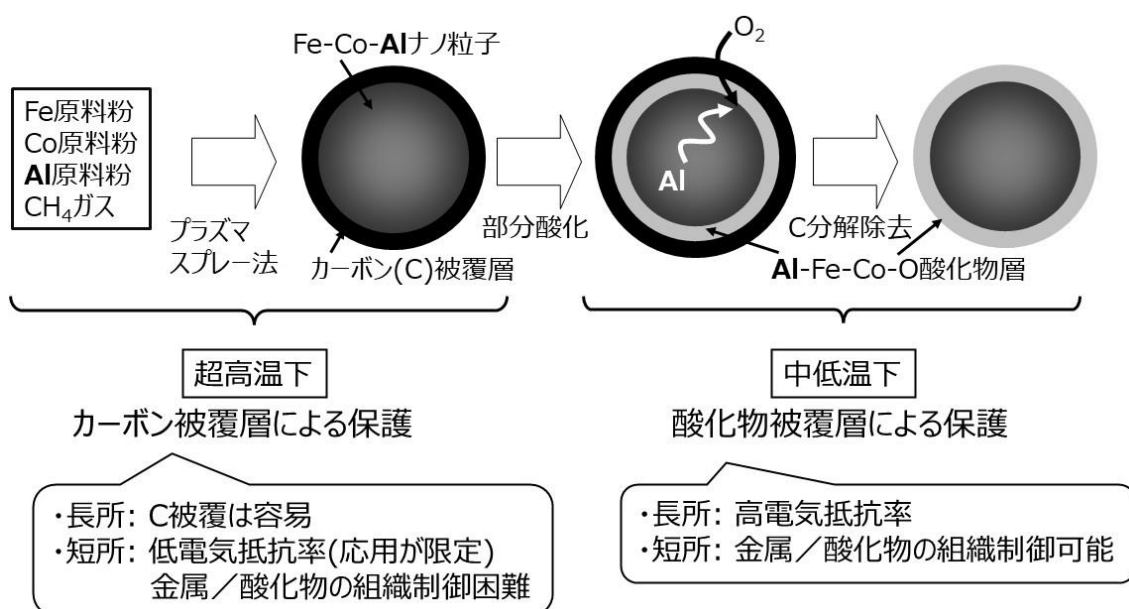 Fe原料粉
Co原料粉
Al原料粉
CH4ガス
プラズマ
スプレー法
Fe-Co-Alナノ粒子
カーボン(C)被覆層
部分酸化
O2
Al
C分解除去
Al-Fe-Co-O酸化物層
超高温下
カーボン被覆層による保護
・長所: C被覆は容易
・短所: 低電気抵抗率(応用が限定)
金属／酸化物の組織制御困難
中低温下
酸化物被覆層による保護
・長所: 高電気抵抗率
・短所: 金属／酸化物の組織制御可能